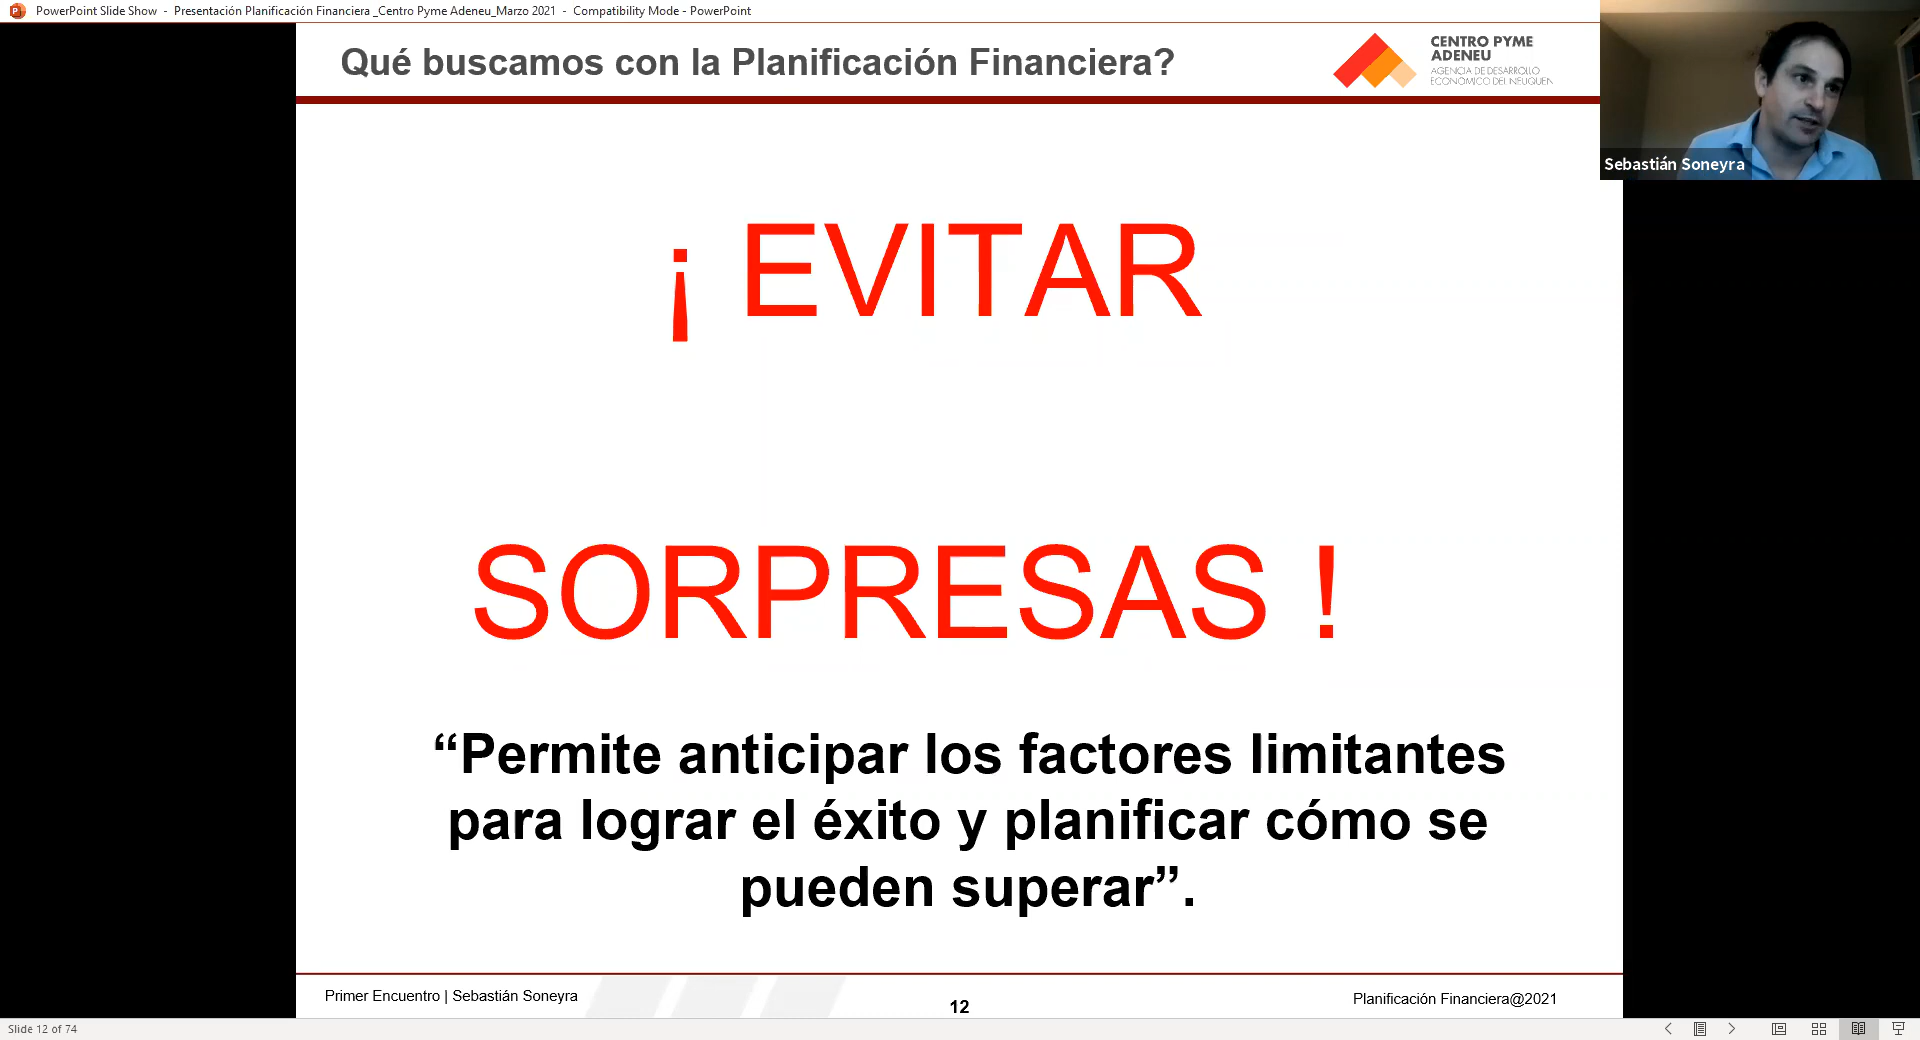 PowerPoint Slide Show - Presentación Planificación Financiera _Centro Pyme Adeneu_Marzo 2021 - Compatibility Mode - PowerPoint
Qué buscamos con la Planificación Financiera?
CENTRO PYME
ADENEU
AGENCIA DE DESARROLLO
ECONOMICO DEL NEUQUEN
Sebastián Soneyra
¡ EVITAR
SORPRESAS !
“Permite anticipar los factores limitantes
para lograr el éxito y planificar cómo se
pueden superar”.
Primer Encuentro | Sebastián Soneyra
12
Planificación Financiera@2021
Slide 12 of 74